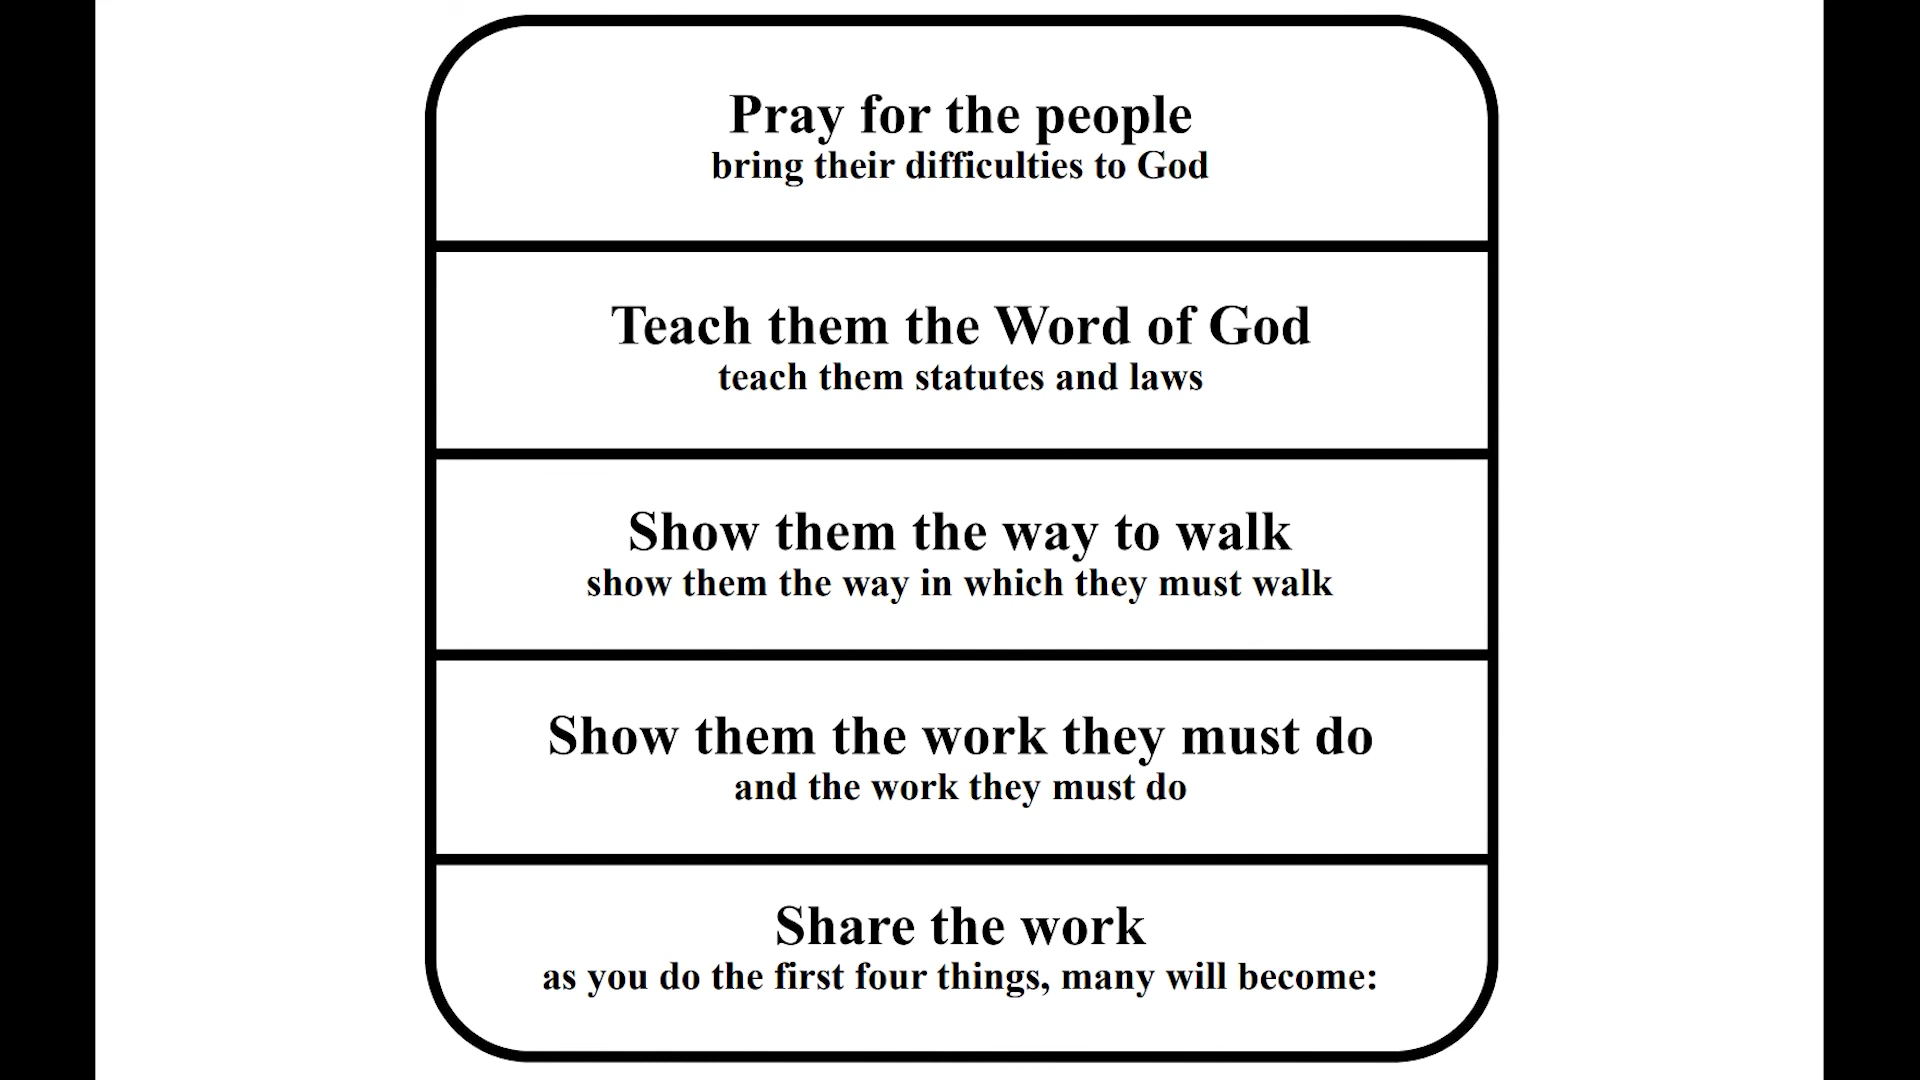 Pray for the people
bring their difficulties to God
Teach them the Word of God
teach them statutes and laws
Show them the way to walk
show them the way in which they must walk
Show them the work they must do
and the work they must do
Share the work
as you do the first four things, many will become: